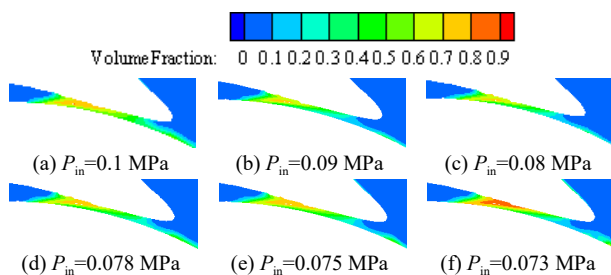 VolumeFraction: 0 0.1 0.2 0.3 0.4 0.5 0.6 0.7 0.8 0.9
(a) Pin=0.1 MPa (b) Pin=0.09 MPa (c) Pin=0.08 MPa
(d) Pin=0.078 MPa (e) Pin=0.075 MPa (f) Pin=0.073 MPa